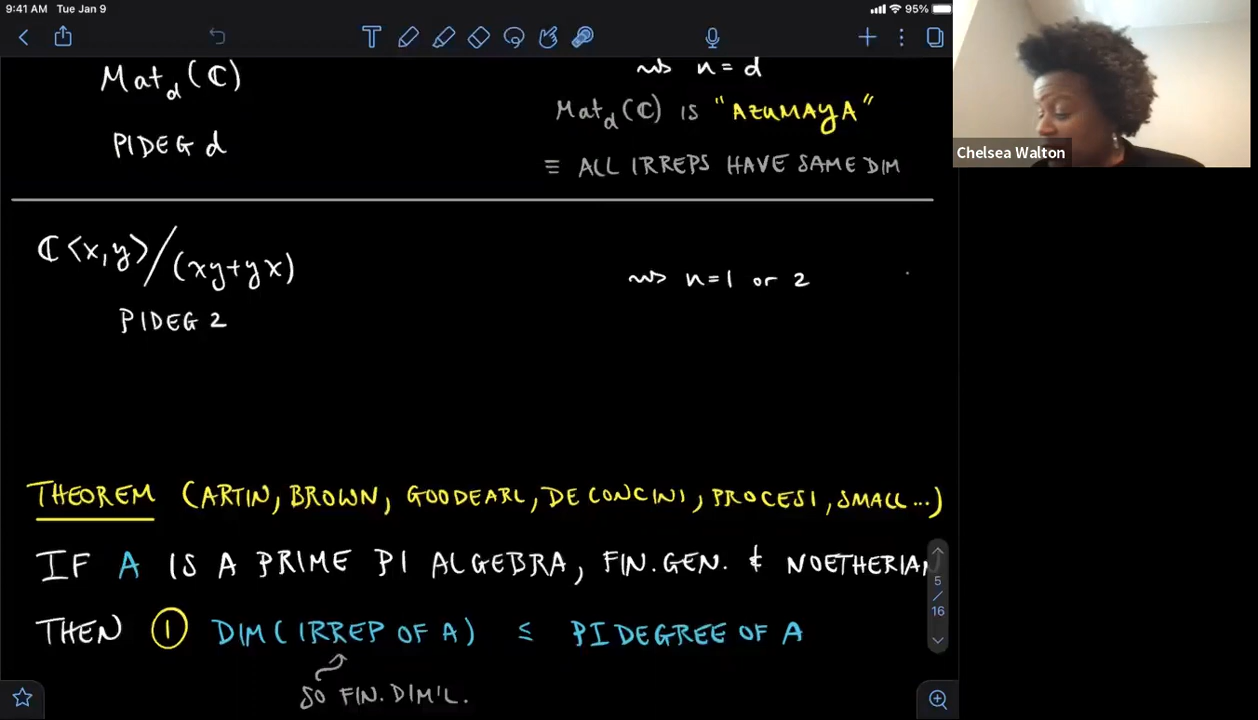 9:41 AM Tue Jan 9
95%
Mat_d(ℂ)
⇝ n = d
Mat_d(ℂ) IS "AZUMAYA"
PIDEG d
≡ ALL IRREPS HAVE SAME DIM
Chelsea Walton
ℂ<x,y>/(xy+yx)
⇝ n=1 or 2
PIDEG 2
THEOREM (ARTIN, BROWN, GOODEARL, DE CONCINI, PROCESI, SMALL...)
IF A IS A PRIME PI ALGEBRA, FIN. GEN. & NOETHERIAN
5
/
16
THEN ① DIM(IRREP OF A) ≤ PI DEGREE OF A
SO FIN. DIM'L.